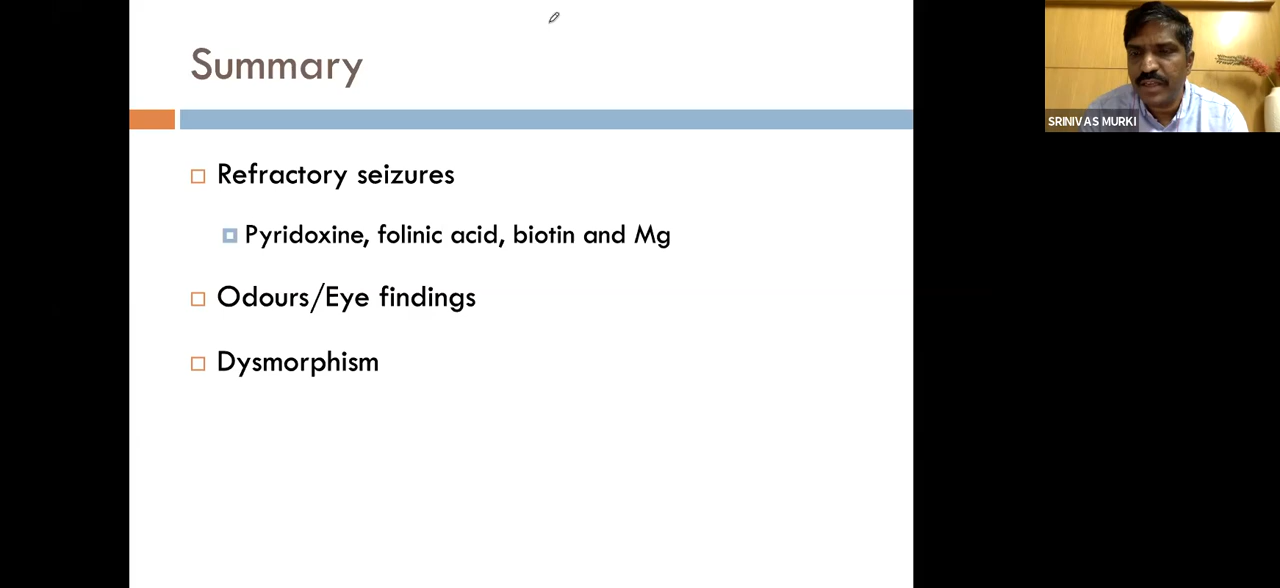 Summary
Refractory seizures
Pyridoxine, folinic acid, biotin and Mg
Odours/Eye findings
Dysmorphism
SRINIVAS MURKI